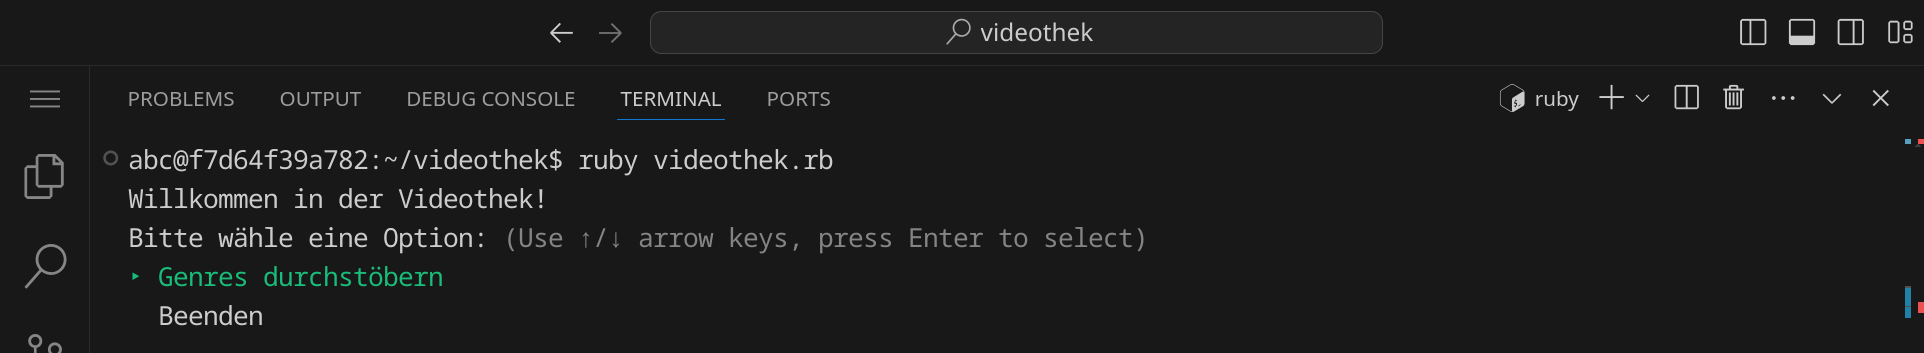 videothek
PROBLEMS OUTPUT DEBUG CONSOLE TERMINAL PORTS ruby
abc@f7d64f39a782:~/videothek$ ruby videothek.rb
Willkommen in der Videothek!
Bitte wähle eine Option: (Use ↑/↓ arrow keys, press Enter to select)
‣ Genres durchstöbern
Beenden